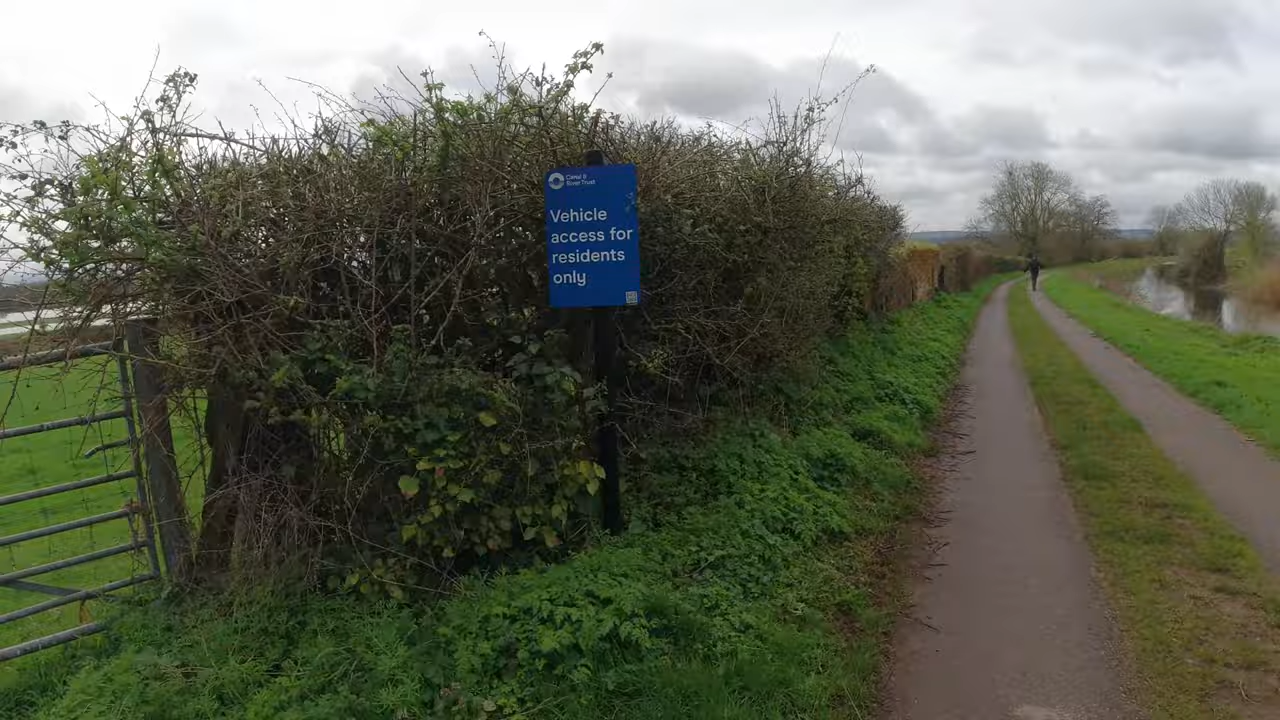 Canal &
River Trust
Vehicle
access for
residents
only